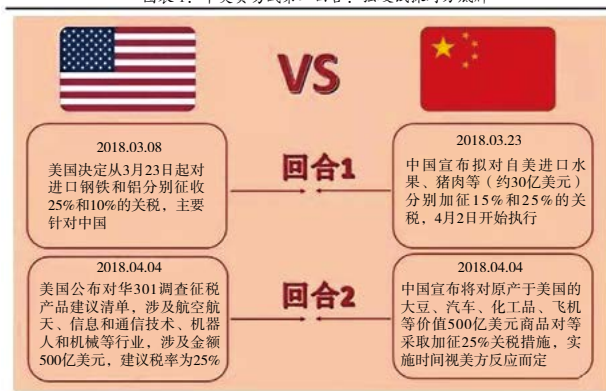 VS
2018.03.08
美国决定从3月23日起对
进口钢铁和铝分别征收
25%和10%的关税，主要
针对中国
回合1
2018.03.23
中国宣布拟对自美进口水
果、猪肉等（约30亿美元）
分别加征15%和25%的关
税，4月2日开始执行
2018.04.04
美国公布对华301调查征税
产品建议清单，涉及航空航
天、信息和通信技术、机器
人和机械等行业，涉及金额
500亿美元，建议税率为25%
回合2
2018.04.04
中国宣布将对原产于美国的
大豆、汽车、化工品、飞机
等价值500亿美元商品对等
采取加征25%关税措施，实
施时间视美方反应而定